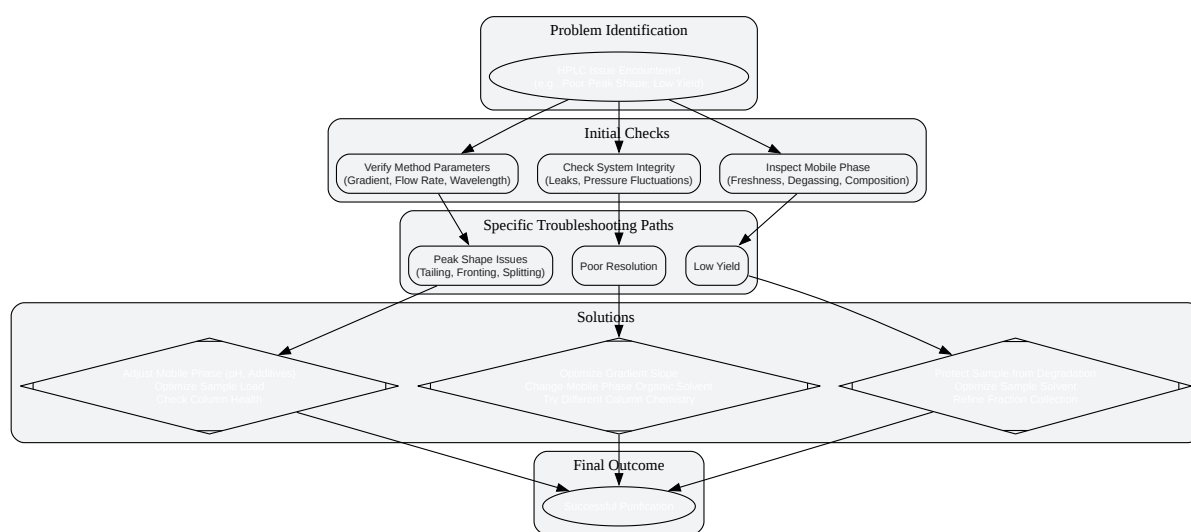 Problem Identification
HPLC Issue Encountered
(e.g., Poor Peak Shape, Low Yield)
Initial Checks
Verify Method Parameters
(Gradient, Flow Rate, Wavelength)
Check System Integrity
(Leaks, Pressure Fluctuations)
Inspect Mobile Phase
(Freshness, Degassing, Composition)
Specific Troubleshooting Paths
Peak Shape Issues
(Tailing, Fronting, Splitting)
Poor Resolution
Low Yield
Solutions
Adjust Mobile Phase (pH, Additives)
Optimize Sample Load
Check Column Health
Optimize Gradient Slope
Change Mobile Phase Organic Solvent
Try Different Column Chemistry
Protect Sample from Degradation
Optimize Sample Solvent
Refine Fraction Collection
Final Outcome
Successful Purification